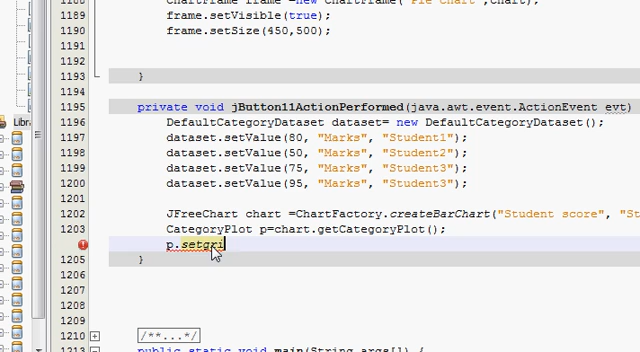 ChartFrame frame =new ChartFrame("Pie Chart",chart
1189 frame.setVisible(true);
1190 frame.setSize(450,500);
1191
1192
1193 }
1194
1195 private void jButton11ActionPerformed(java.awt.event.ActionEvent evt)
1196 DefaultCategoryDataset dataset= new DefaultCategoryDataset();
1197 dataset.setValue(80, "Marks", "Student1");
1198 dataset.setValue(50, "Marks", "Student2");
1199 dataset.setValue(75, "Marks", "Student3");
1200 dataset.setValue(95, "Marks", "Student3");
1201
1202 JFreeChart chart =ChartFactory.createBarChart("Student score", "St
1203 CategoryPlot p=chart.getCategoryPlot();
p.setgri
1205 }
1206
1207
1208
1209
1210 /**...*/
1213 public static void main(String args[]) {
Libra